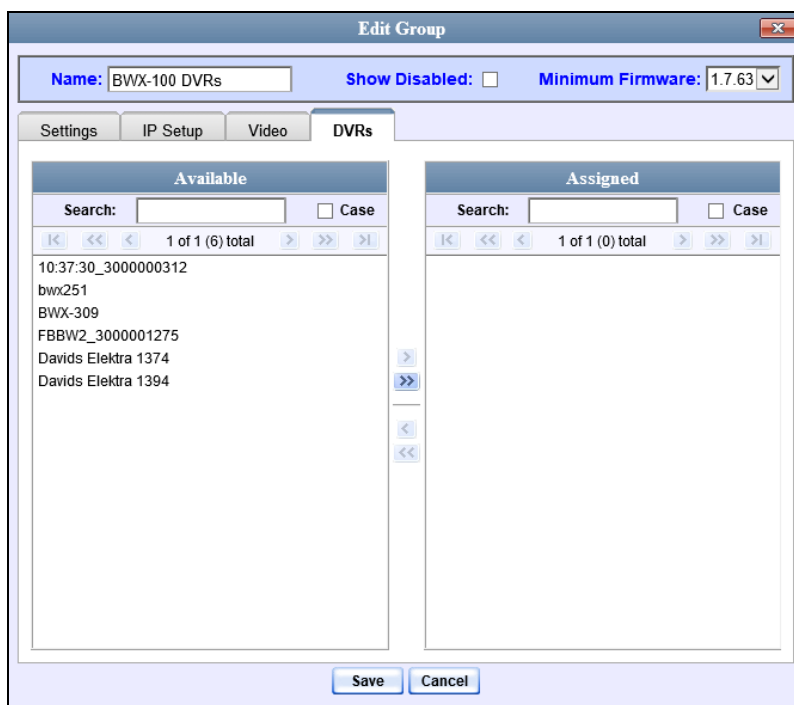 Edit Group
Name: BWX-100 DVRs Show Disabled: Minimum Firmware: 1.7.63
Settings IP Setup Video DVRs
Available
Search: Case
1 of 1 (6) total
10:37:30_3000000312
bwx251
BWX-309
FBBW2_3000001275
Davids Elektra 1374
Davids Elektra 1394
Assigned
Search: Case
1 of 1 (0) total
Save Cancel